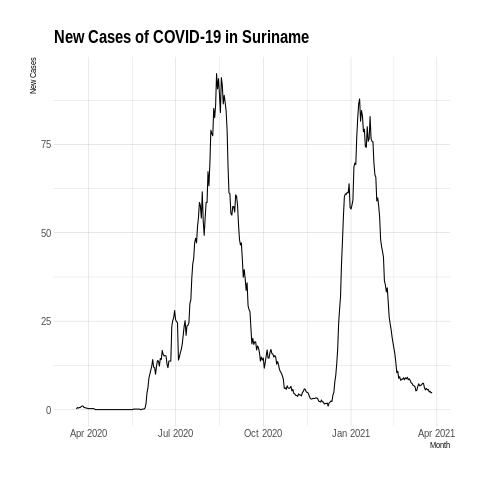 New Cases of COVID-19 in Suriname
New Cases
75
50
25
0
Apr 2020 Jul 2020 Oct 2020 Jan 2021 Apr 2021
Month